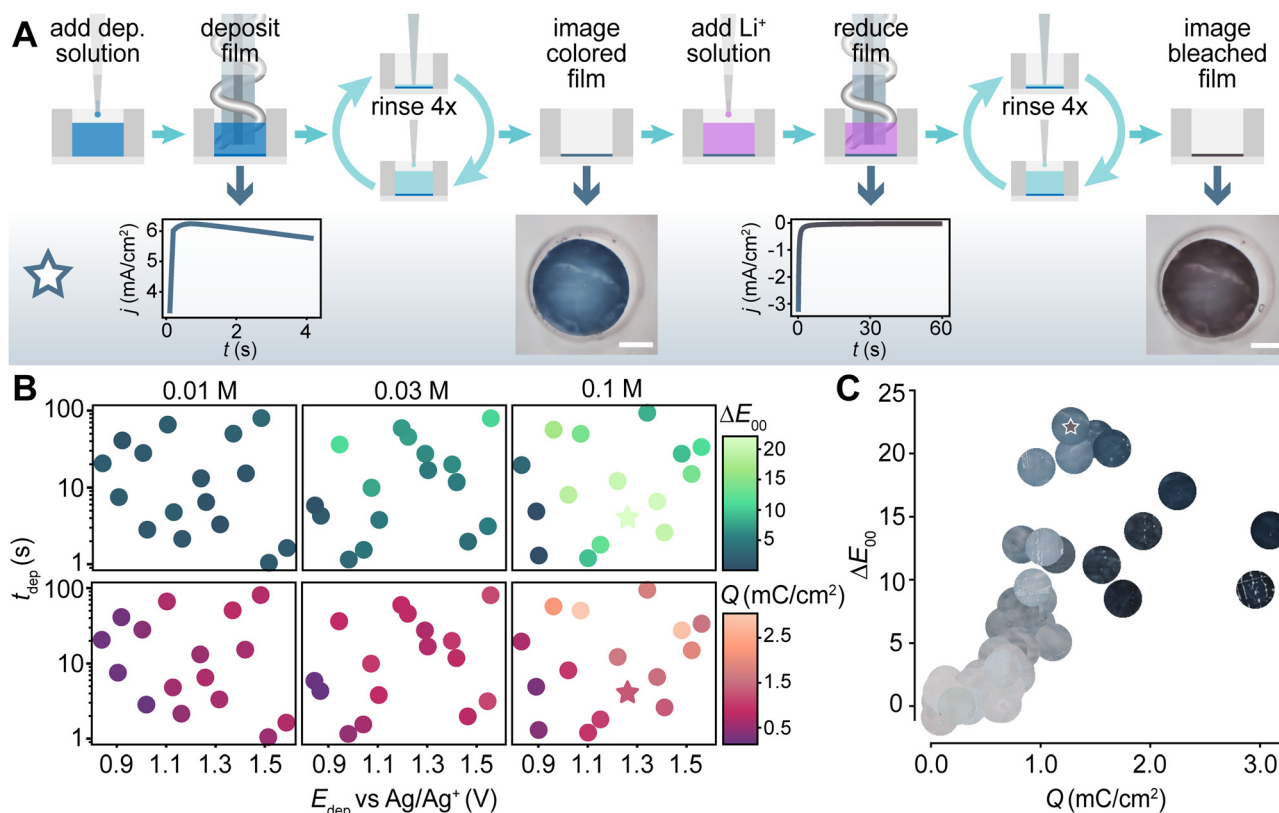 A
add dep.
solution
deposit
film
rinse 4x
image
colored
film
add Li⁺
solution
reduce
film
rinse 4x
image
bleached
film
j (mA/cm²)
6
5
4
0
2
4
t (s)
j (mA/cm²)
0
-1
-2
-3
0
30
60
t (s)
B
0.01 M
0.03 M
0.1 M
t_dep (s)
100
10
1
100
10
1
ΔE₀₀
20
15
10
5
Q (mC/cm²)
2.5
1.5
0.5
0.9
1.1
1.3
1.5
0.9
1.1
1.3
1.5
0.9
1.1
1.3
1.5
E_dep vs Ag/Ag⁺ (V)
C
ΔE₀₀
25
20
15
10
5
0
0.0
1.0
2.0
3.0
Q (mC/cm²)